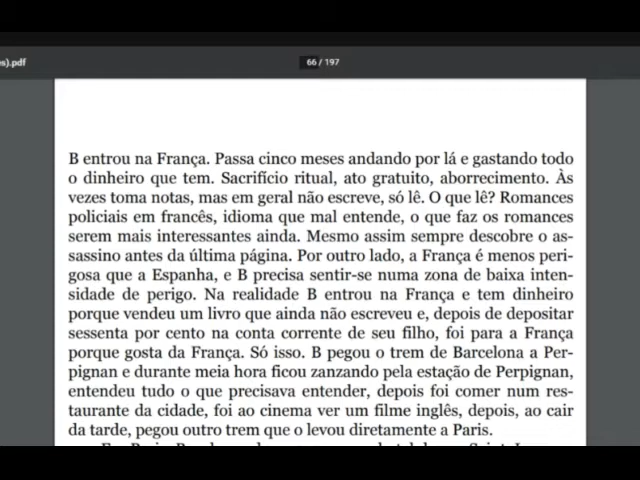 s).pdf
66 / 197
B entrou na França. Passa cinco meses andando por lá e gastando todo
o dinheiro que tem. Sacrifício ritual, ato gratuito, aborrecimento. Às
vezes toma notas, mas em geral não escreve, só lê. O que lê? Romances
policiais em francês, idioma que mal entende, o que faz os romances
serem mais interessantes ainda. Mesmo assim sempre descobre o as-
sassino antes da última página. Por outro lado, a França é menos peri-
gosa que a Espanha, e B precisa sentir-se numa zona de baixa inten-
sidade de perigo. Na realidade B entrou na França e tem dinheiro
porque vendeu um livro que ainda não escreveu e, depois de depositar
sessenta por cento na conta corrente de seu filho, foi para a França
porque gosta da França. Só isso. B pegou o trem de Barcelona a Per-
pignan e durante meia hora ficou zanzando pela estação de Perpignan,
entendeu tudo o que precisava entender, depois foi comer num res-
taurante da cidade, foi ao cinema ver um filme inglês, depois, ao cair
da tarde, pegou outro trem que o levou diretamente a Paris.